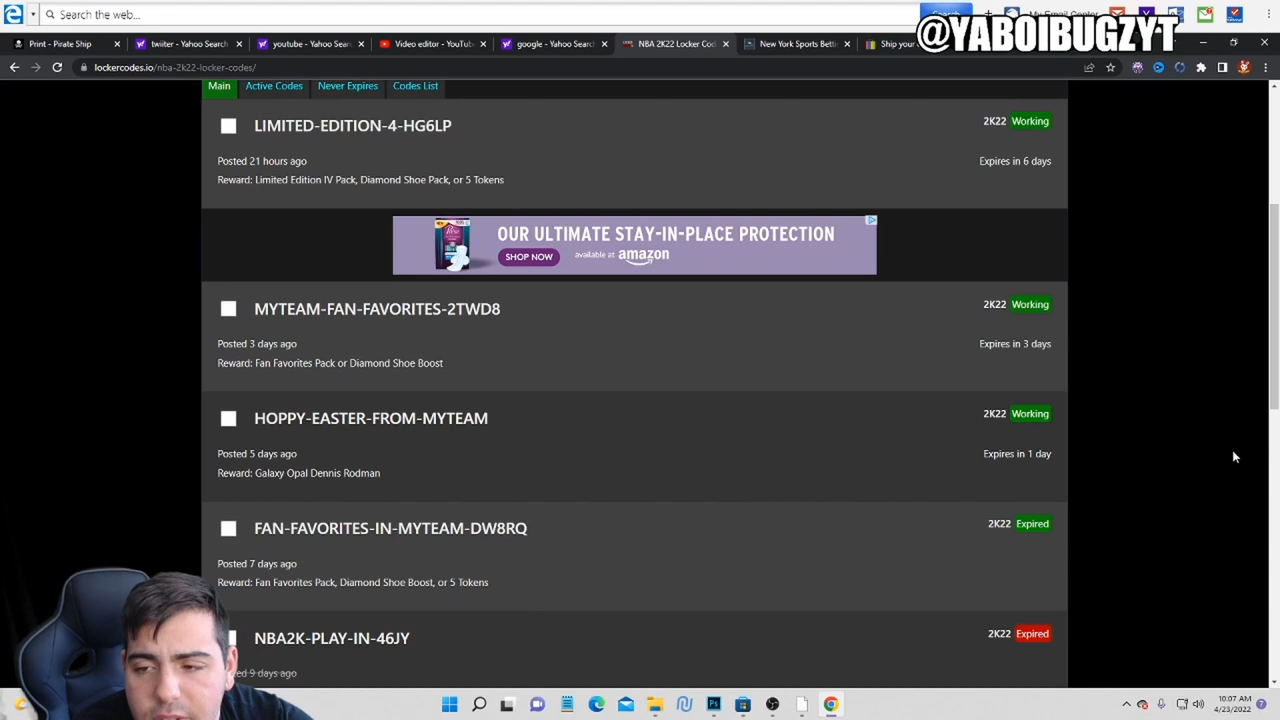 Search the web...
Search
My Email Center
@YABOIBUGZYT
Print - Pirate Ship
twiiter - Yahoo Search
youtube - Yahoo Sear
Video editor - YouTube
google - Yahoo Search
NBA 2K22 Locker Code
New York Sports Bett
Ship your
lockercodes.io/nba-2k22-locker-codes/
Main
Active Codes
Never Expires
Codes List
LIMITED-EDITION-4-HG6LP
2K22 Working
Posted 21 hours ago
Expires in 6 days
Reward: Limited Edition IV Pack, Diamond Shoe Pack, or 5 Tokens
OUR ULTIMATE STAY-IN-PLACE PROTECTION
SHOP NOW
available at amazon
MYTEAM-FAN-FAVORITES-2TWD8
2K22 Working
Posted 3 days ago
Expires in 3 days
Reward: Fan Favorites Pack or Diamond Shoe Boost
HOPPY-EASTER-FROM-MYTEAM
2K22 Working
Posted 5 days ago
Expires in 1 day
Reward: Galaxy Opal Dennis Rodman
FAN-FAVORITES-IN-MYTEAM-DW8RQ
2K22 Expired
Posted 7 days ago
Reward: Fan Favorites Pack, Diamond Shoe Boost, or 5 Tokens
NBA2K-PLAY-IN-46JY
2K22 Expired
ed 9 days ago
10:07 AM
4/23/2022